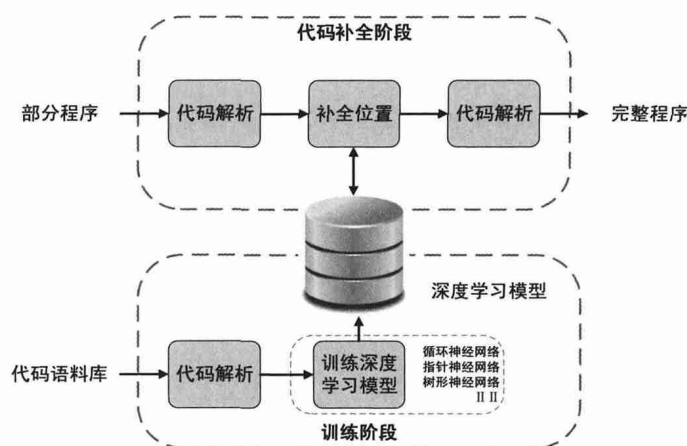 代码补全阶段
部分程序
代码解析
补全位置
代码解析
完整程序
深度学习模型
代码语料库
代码解析
训练深度
学习模型
循环神经网络
指针神经网络
树形神经网络
II II
训练阶段